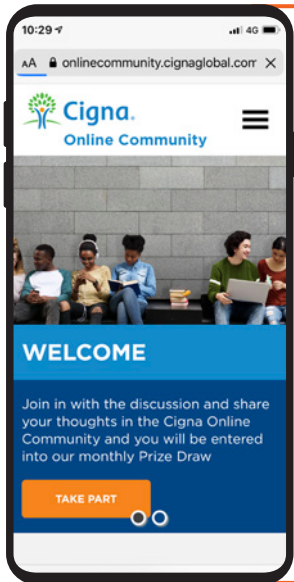 10:29
4G
AA onlinecommunity.cignaglobal.com X
Cigna.
Online Community
WELCOME
Join in with the discussion and share
your thoughts in the Cigna Online
Community and you will be entered
into our monthly Prize Draw
TAKE PART